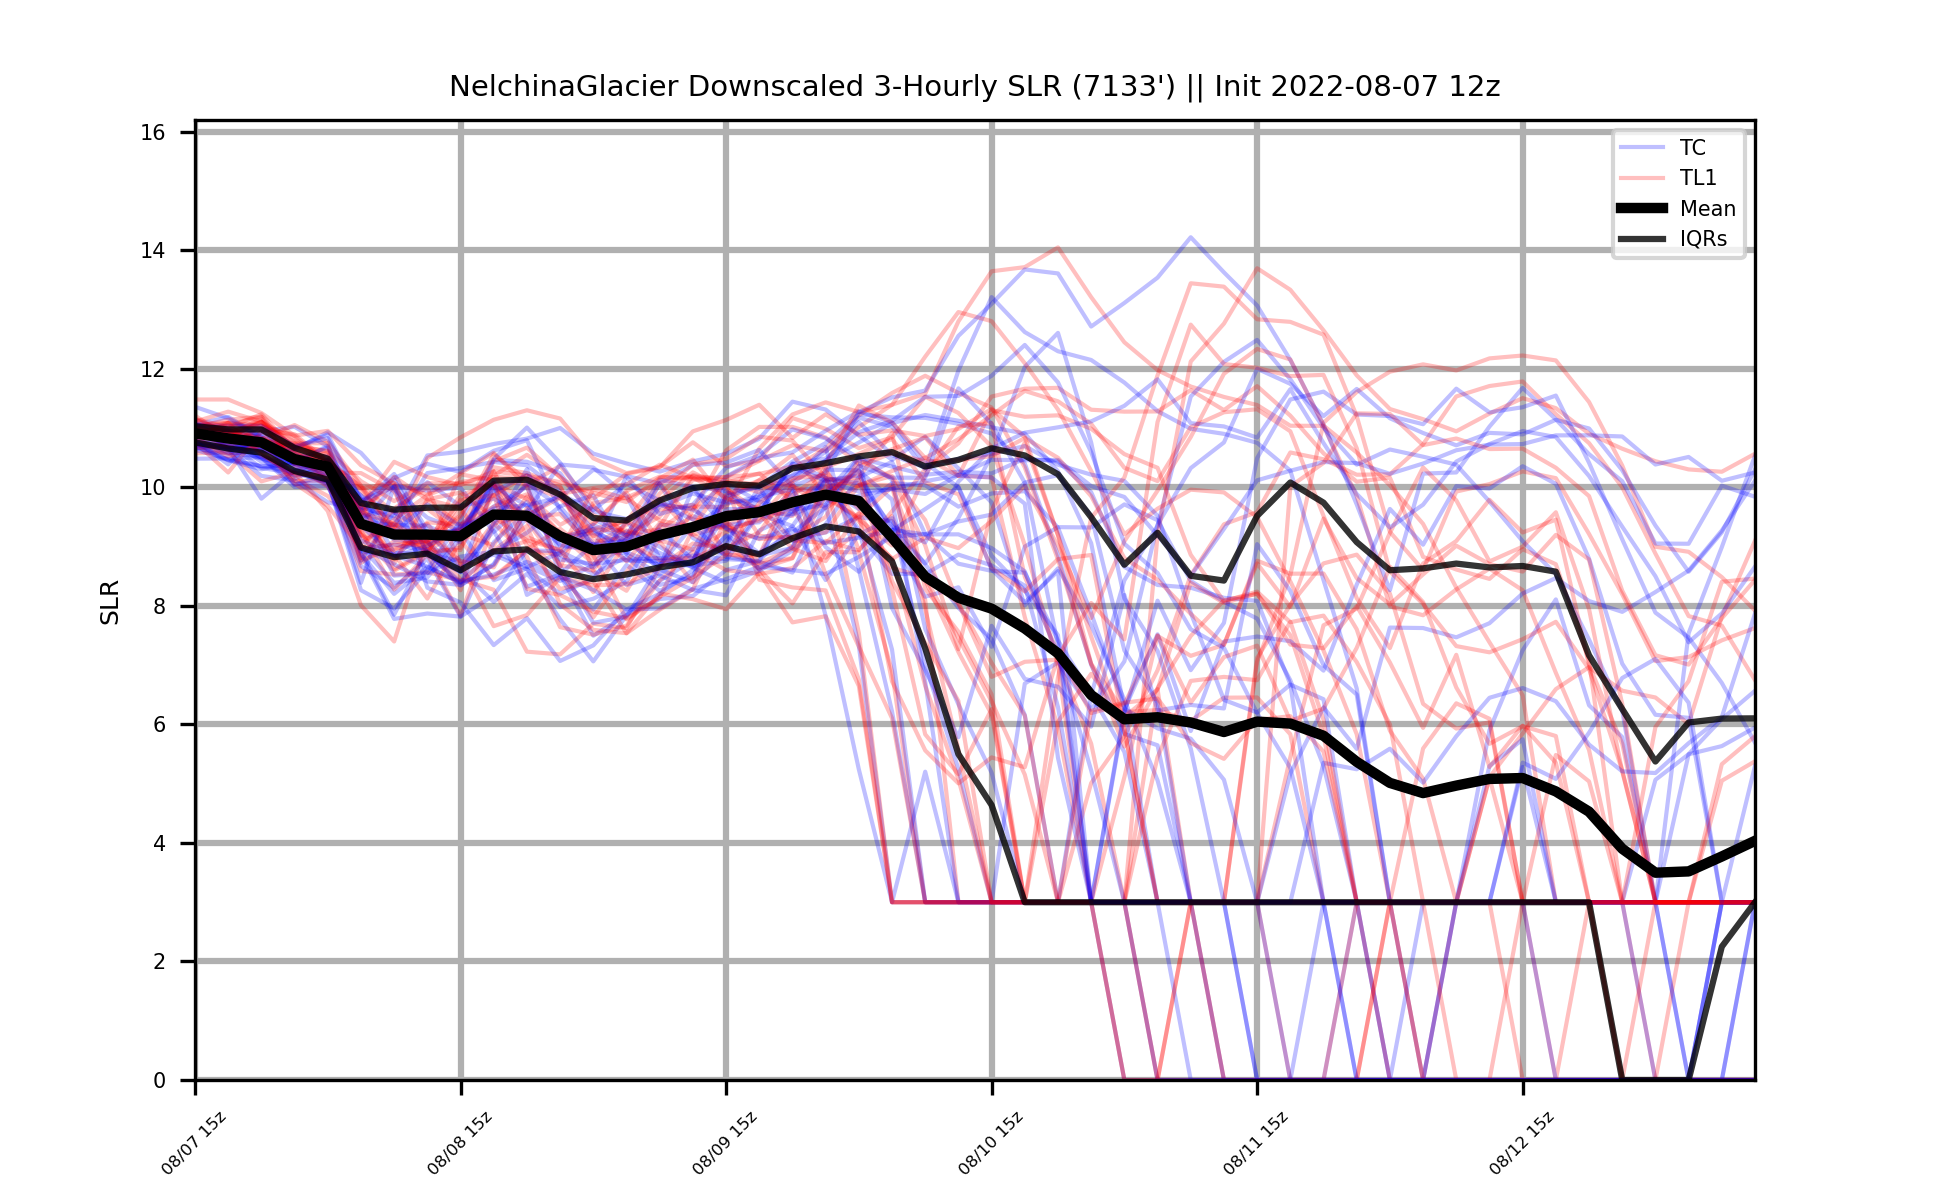 NelchinaGlacier Downscaled 3-Hourly SLR (7133') || Init 2022-08-07 12z
16
14
12
10
8
6
4
2
0
SLR
TC
TL1
Mean
IQRs
08/07 15z
08/08 15z
08/09 15z
08/10 15z
08/11 15z
08/12 15z